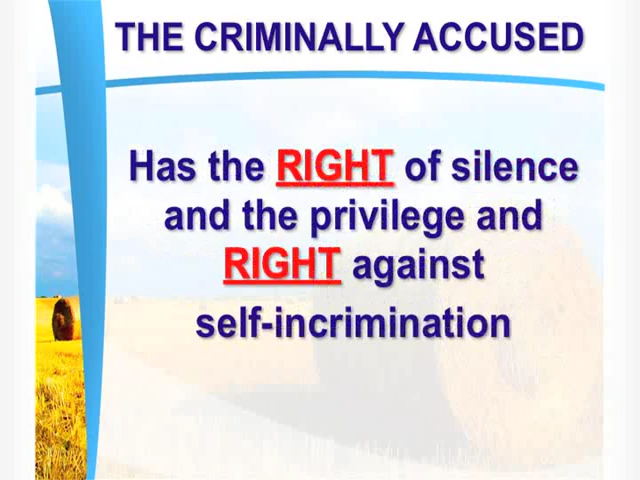 THE CRIMINALLY ACCUSED
Has the RIGHT of silence
and the privilege and
RIGHT against
self-incrimination